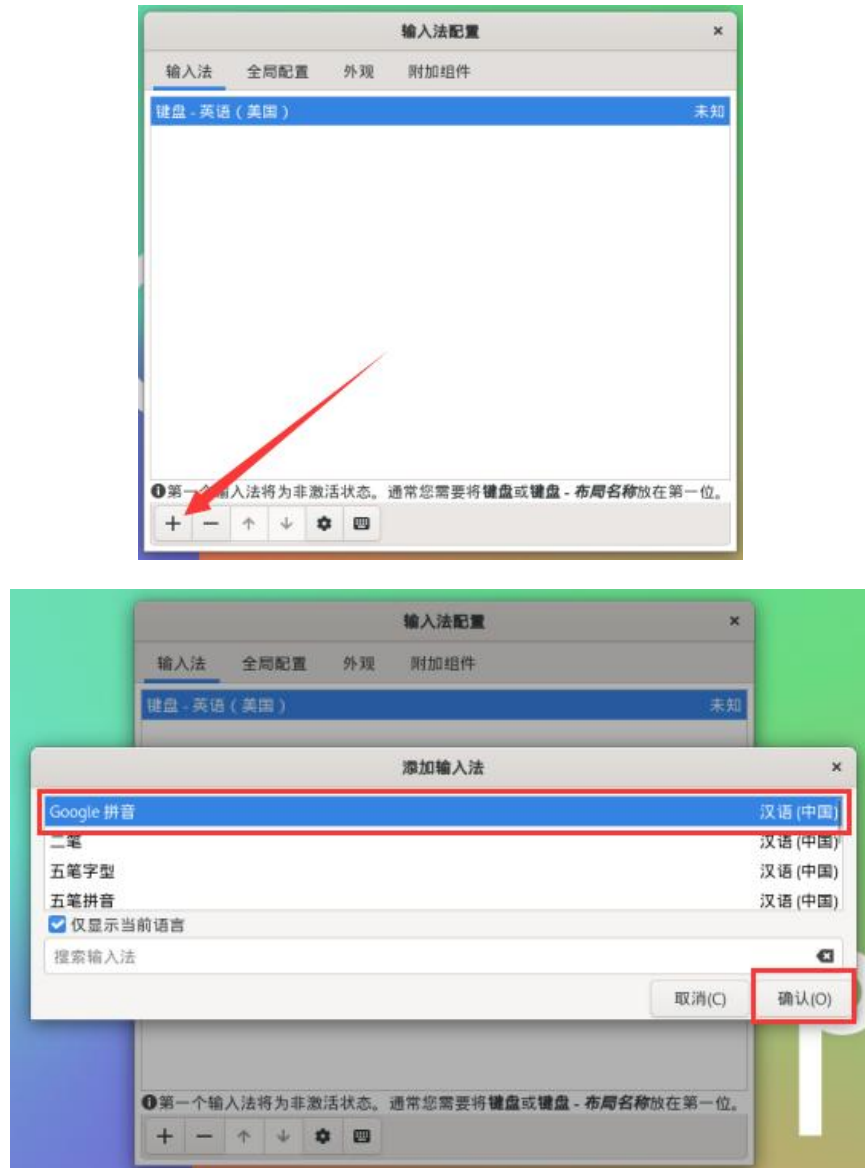 输入法配置 ×
输入法 全局配置 外观 附加组件
键盘 - 英语 ( 美国 ) 未知
第一个输入法将为非激活状态。通常您需要将键盘或键盘 - 布局名称放在第一位。
输入法配置 ×
输入法 全局配置 外观 附加组件
键盘 - 英语 ( 美国 ) 未知
添加输入法 ×
Google 拼音 汉语 (中国)
二笔 汉语 (中国)
五笔字型 汉语 (中国)
五笔拼音 汉语 (中国)
仅显示当前语言
搜索输入法
取消(C) 确认(O)
第一个输入法将为非激活状态。通常您需要将键盘或键盘 - 布局名称放在第一位。